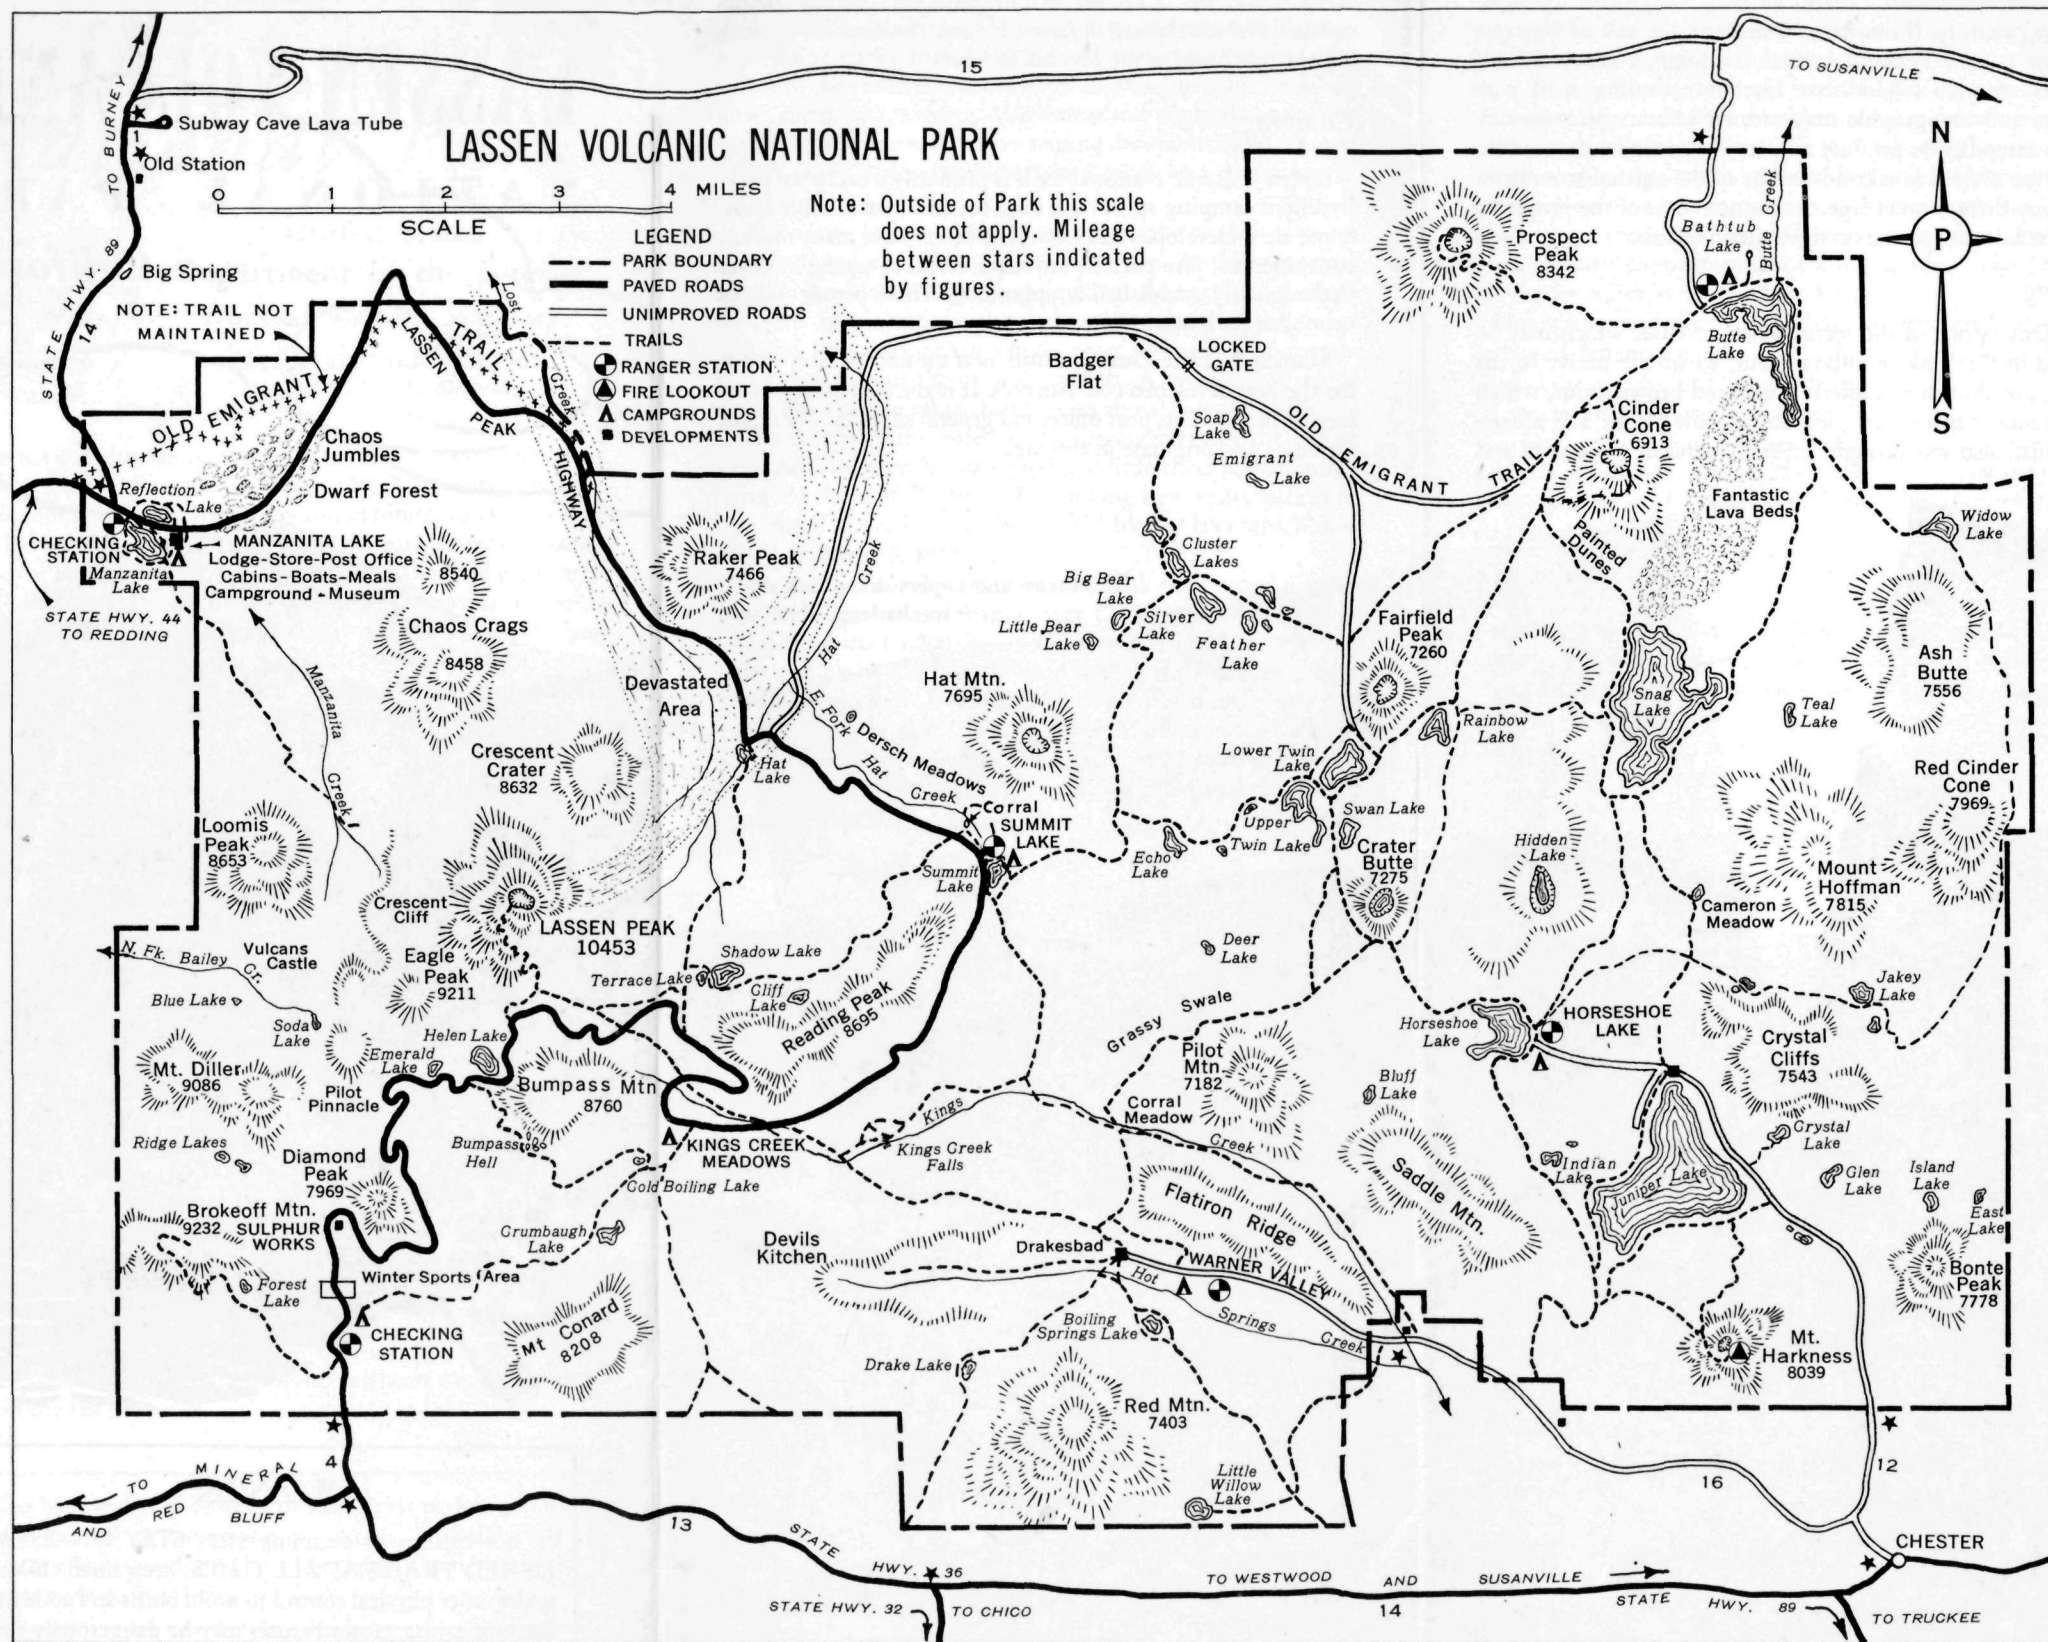 15
TO SUSANVILLE
TO BURNEY
Subway Cave Lava Tube
1
Old Station
LASSEN VOLCANIC NATIONAL PARK
0 1 2 3 4 MILES
SCALE
Note: Outside of Park this scale
does not apply. Mileage
between stars indicated
by figures.
N
P
S
LEGEND
PARK BOUNDARY
PAVED ROADS
UNIMPROVED ROADS
TRAILS
RANGER STATION
FIRE LOOKOUT
CAMPGROUNDS
DEVELOPMENTS
Big Spring
STATE HWY. 89
14
NOTE: TRAIL NOT
MAINTAINED
OLD EMIGRANT
TRAIL
LASSEN
PEAK
HIGHWAY
Lost
Creek
Prospect
Peak
8342
Bathtub
Lake
Butte Creek
Butte
Lake
Badger
Flat
LOCKED
GATE
OLD EMIGRANT TRAIL
Soap
Lake
Emigrant
Lake
Cinder
Cone
6913
Painted
Dunes
Fantastic
Lava Beds
Widow
Lake
Chaos
Jumbles
Dwarf Forest
Reflection
Lake
CHECKING
STATION
Manzanita
Lake
MANZANITA LAKE
Lodge-Store-Post Office
Cabins-Boats-Meals
Campground-Museum
STATE HWY. 44
TO REDDING
8540
Chaos Crags
8458
Raker Peak
7466
Hat Creek
Cluster
Lakes
Big Bear
Lake
Little Bear
Lake
Silver
Lake
Feather
Lake
Fairfield
Peak
7260
Snag
Lake
Teal
Lake
Ash
Butte
7556
Manzanita
Creek
Devastated
Area
Hat Mtn.
7695
E. Fork
Hat
Creek
Dersch Meadows
Hat
Lake
Crescent
Crater
8632
Rainbow
Lake
Lower Twin
Lake
Upper
Twin Lake
Swan Lake
Echo
Lake
Corral
SUMMIT
LAKE
Summit
Lake
Crater
Butte
7275
Hidden
Lake
Cameron
Meadow
Mount
Hoffman
7815
Red Cinder
Cone
7969
Loomis
Peak
8653
Crescent
Cliff
LASSEN PEAK
10453
Eagle
Peak
9211
Vulcans
Castle
N. Fk. Bailey Cr.
Blue Lake
Soda
Lake
Terrace Lake
Shadow Lake
Cliff
Lake
Reading Peak
8695
Deer
Lake
Grassy Swale
Horseshoe
Lake
HORSESHOE
LAKE
Jakey
Lake
Crystal
Cliffs
7543
Helen Lake
Emerald
Lake
Mt. Diller
9086
Pilot
Pinnacle
Bumpass Mtn
8760
Pilot
Mtn.
7182
Corral
Meadow
Bluff
Lake
Ridge Lakes
Diamond
Peak
7969
Bumpass
Hell
KINGS CREEK
MEADOWS
Kings
Creek
Kings Creek
Falls
Cold Boiling Lake
Saddle Mtn.
Indian
Lake
Juniper Lake
Crystal
Lake
Glen
Lake
Island
Lake
East
Lake
Brokeoff Mtn.
9232
SULPHUR
WORKS
Crumbaugh
Lake
Devils
Kitchen
Flatiron Ridge
Drakesbad
WARNER VALLEY
Hot
Springs
Creek
Forest
Lake
Winter Sports Area
CHECKING
STATION
Mt Conard
8208
Boiling
Springs Lake
Drake Lake
Bonte
Peak
7778
Mt.
Harkness
8039
Red Mtn.
7403
Little
Willow
Lake
4
TO MINERAL
AND RED BLUFF
13
STATE HWY. 36
STATE HWY. 32
TO CHICO
TO WESTWOOD AND SUSANVILLE
14
16
12
CHESTER
STATE HWY. 89
TO TRUCKEE